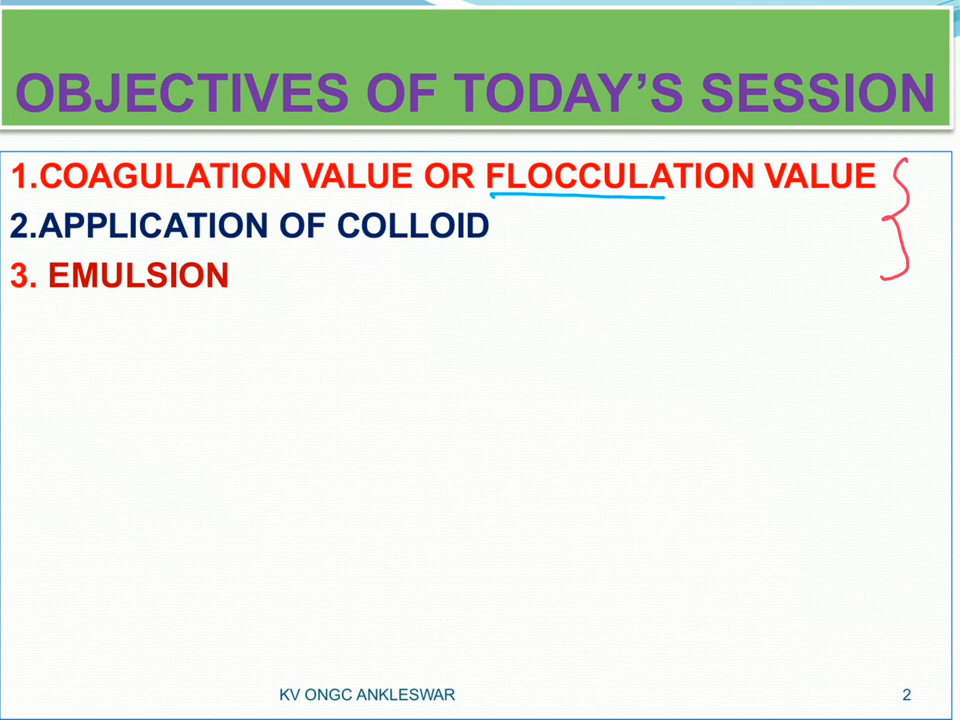 OBJECTIVES OF TODAY’S SESSION
1.COAGULATION VALUE OR FLOCCULATION VALUE
2.APPLICATION OF COLLOID
3. EMULSION
KV ONGC ANKLESWAR
2